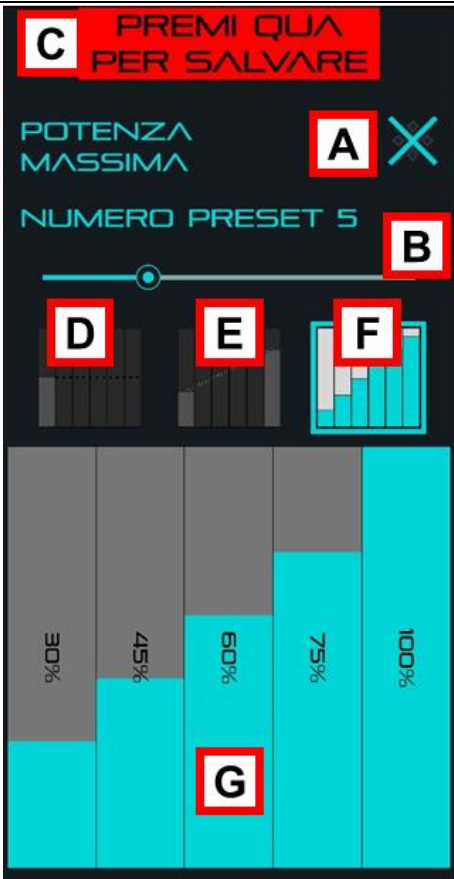 C
PREMI QUA
PER SALVARE
POTENZA
MASSIMA
A
NUMERO PRESET 5
B
D
E
F
30%
45%
60%
75%
100%
G